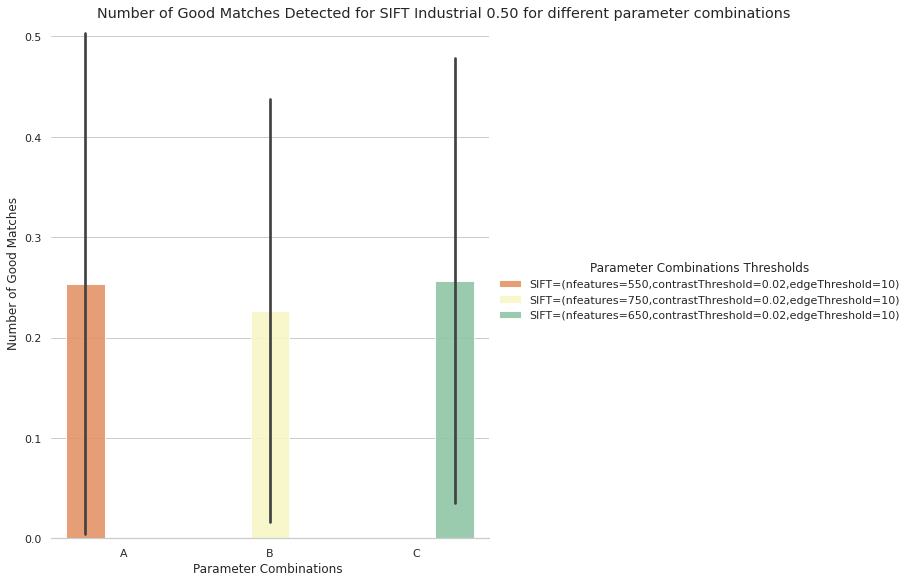 Number of Good Matches Detected for SIFT Industrial 0.50 for different parameter combinations
0.5
0.4
0.3
0.2
0.1
0.0
Number of Good Matches
A B C
Parameter Combinations
Parameter Combinations Thresholds
SIFT=(nfeatures=550,contrastThreshold=0.02,edgeThreshold=10)
SIFT=(nfeatures=750,contrastThreshold=0.02,edgeThreshold=10)
SIFT=(nfeatures=650,contrastThreshold=0.02,edgeThreshold=10)